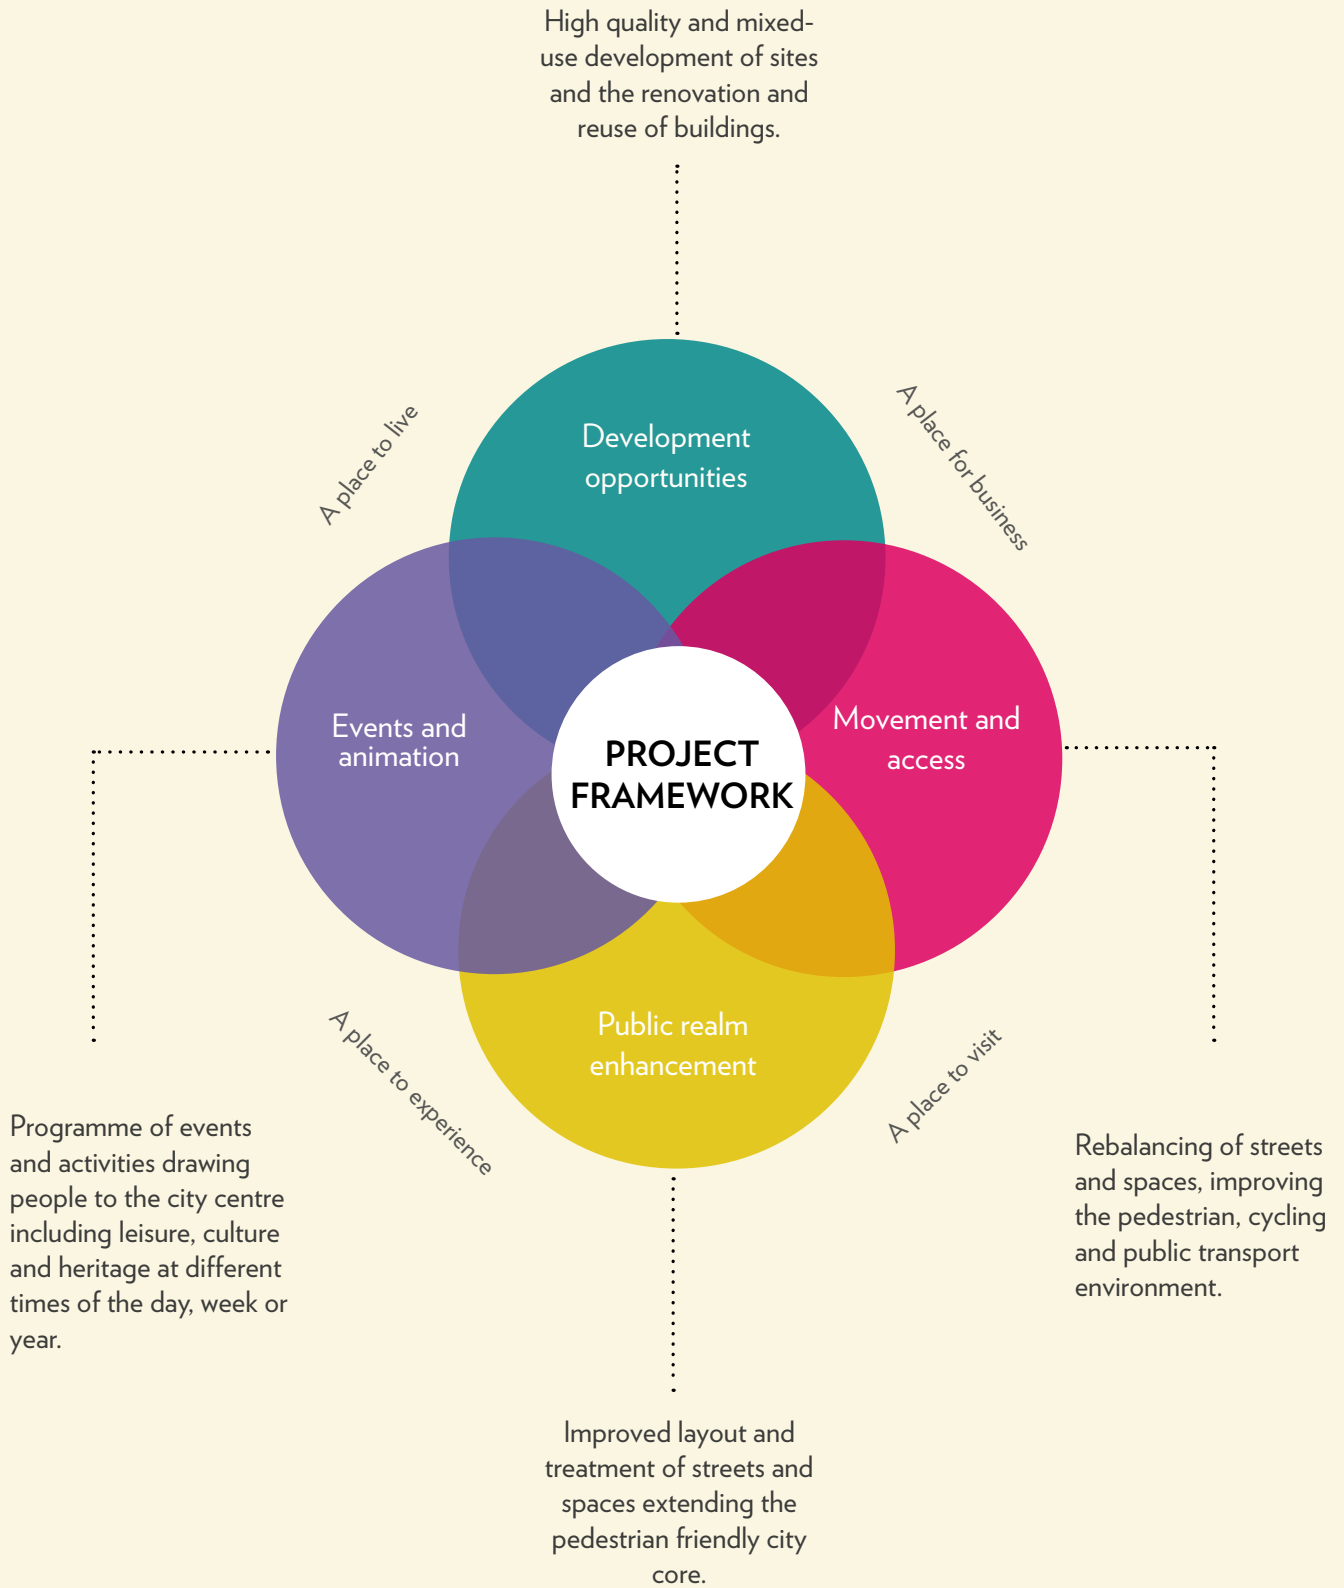 High quality and mixed-
use development of sites
and the renovation and
reuse of buildings.
A place to live
A place for business
Development
opportunities
Events and
animation
PROJECT
FRAMEWORK
Movement and
access
Public realm
enhancement
A place to experience
A place to visit
Programme of events
and activities drawing
people to the city centre
including leisure, culture
and heritage at different
times of the day, week or
year.
Rebalancing of streets
and spaces, improving
the pedestrian, cycling
and public transport
environment.
Improved layout and
treatment of streets and
spaces extending the
pedestrian friendly city
core.